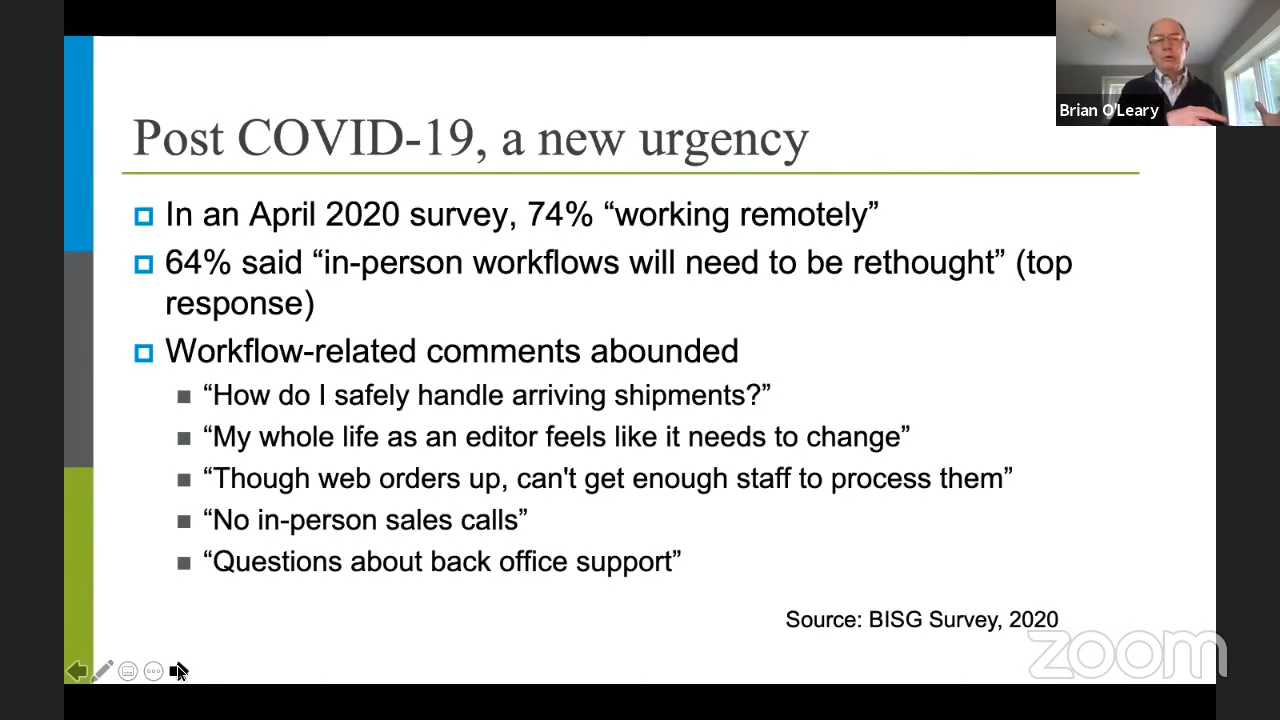 Brian O'Leary
Post COVID-19, a new urgency
In an April 2020 survey, 74% “working remotely”
64% said “in-person workflows will need to be rethought” (top
response)
Workflow-related comments abounded
“How do I safely handle arriving shipments?”
“My whole life as an editor feels like it needs to change”
“Though web orders up, can't get enough staff to process them”
“No in-person sales calls”
“Questions about back office support”
Source: BISG Survey, 2020
zoom